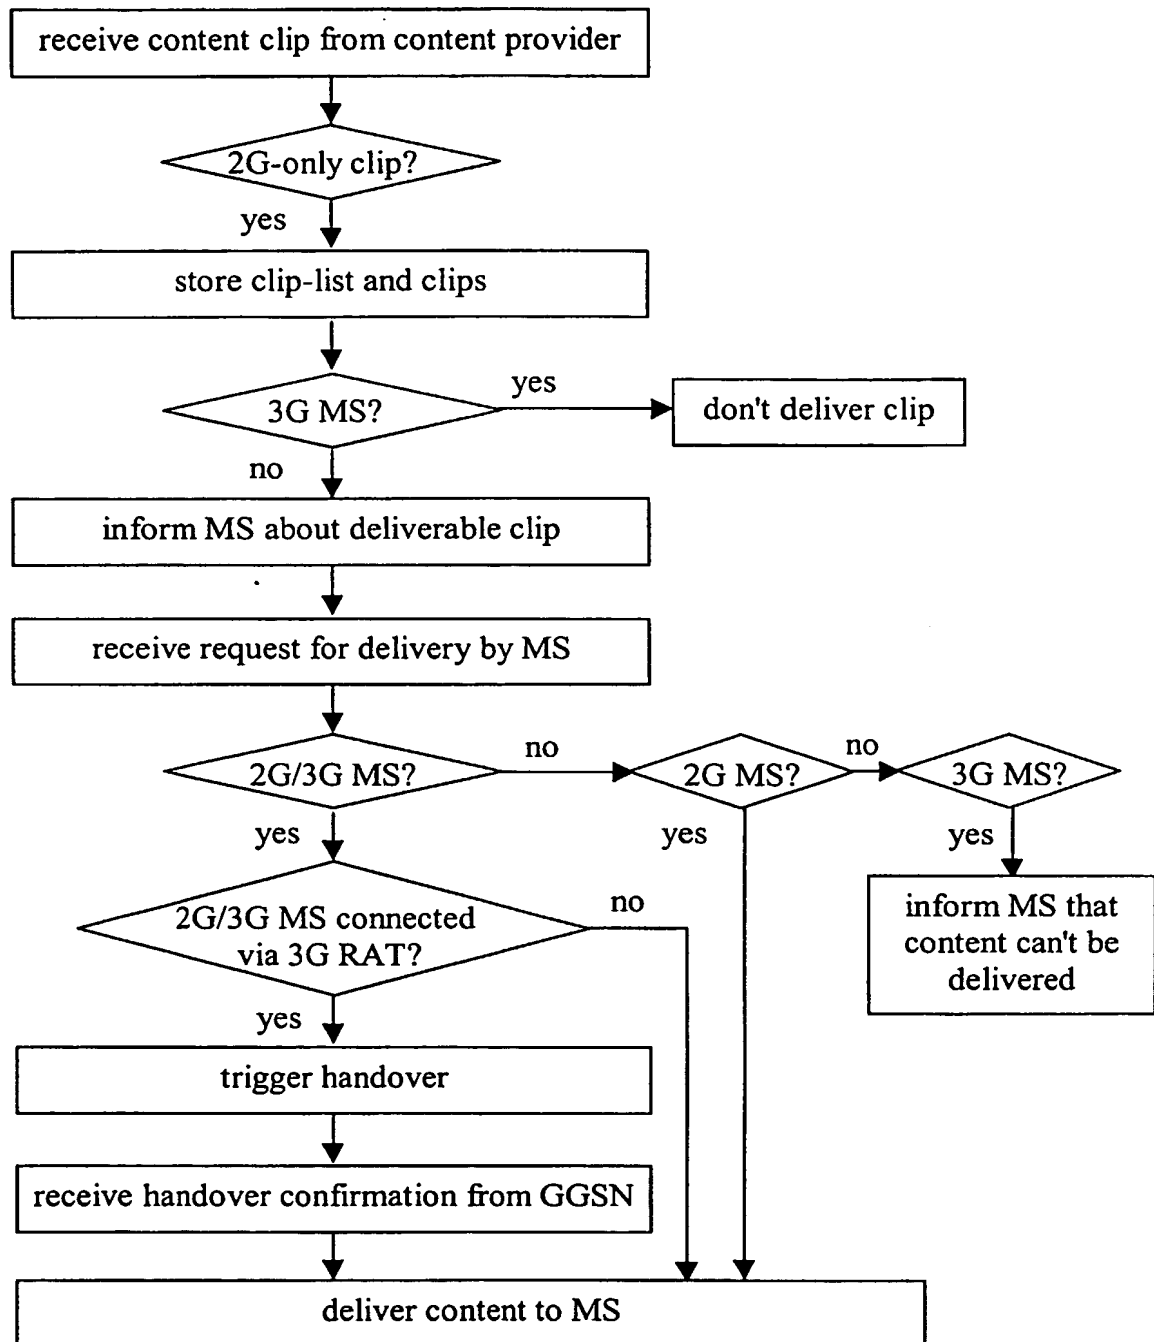 receive content clip from content provider
2G-only clip?
yes
store clip-list and clips
3G MS?
yes
don't deliver clip
no
inform MS about deliverable clip
receive request for delivery by MS
2G/3G MS?
no
2G MS?
no
3G MS?
yes
yes
yes
2G/3G MS connected
via 3G RAT?
no
inform MS that
content can't be
delivered
yes
trigger handover
receive handover confirmation from GGSN
deliver content to MS